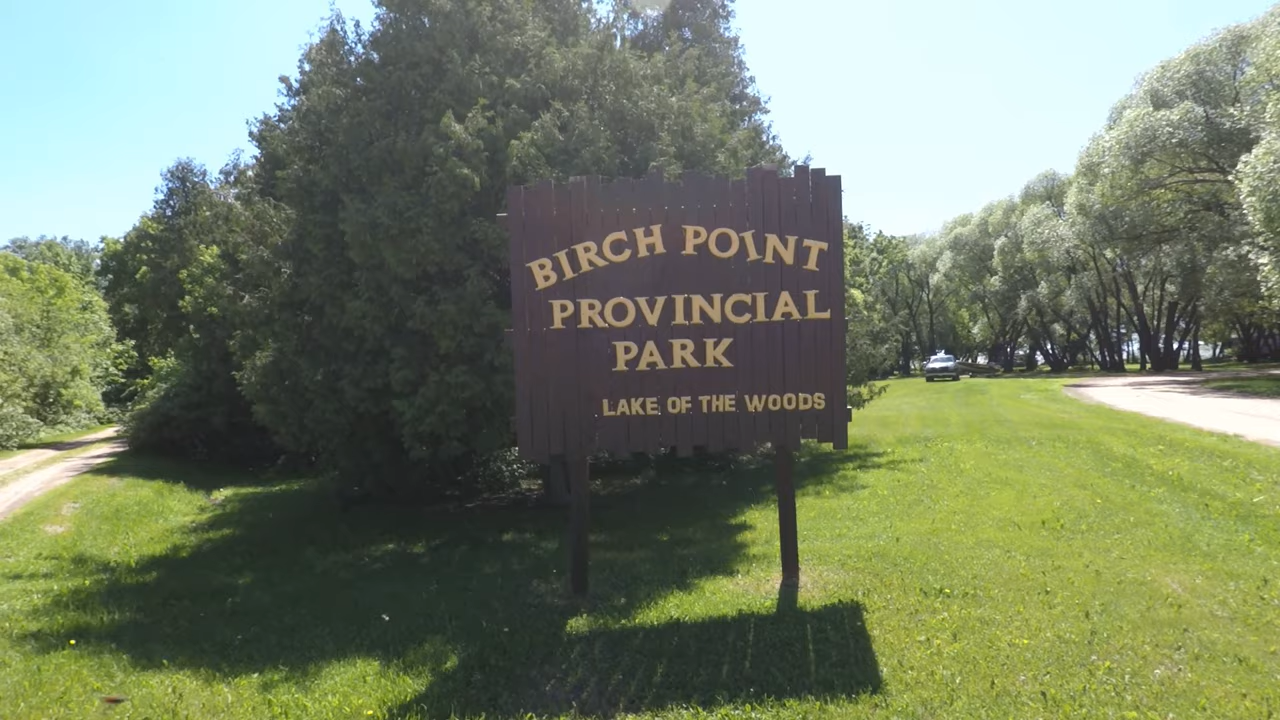 BIRCH POINT
PROVINCIAL
PARK
LAKE OF THE WOODS